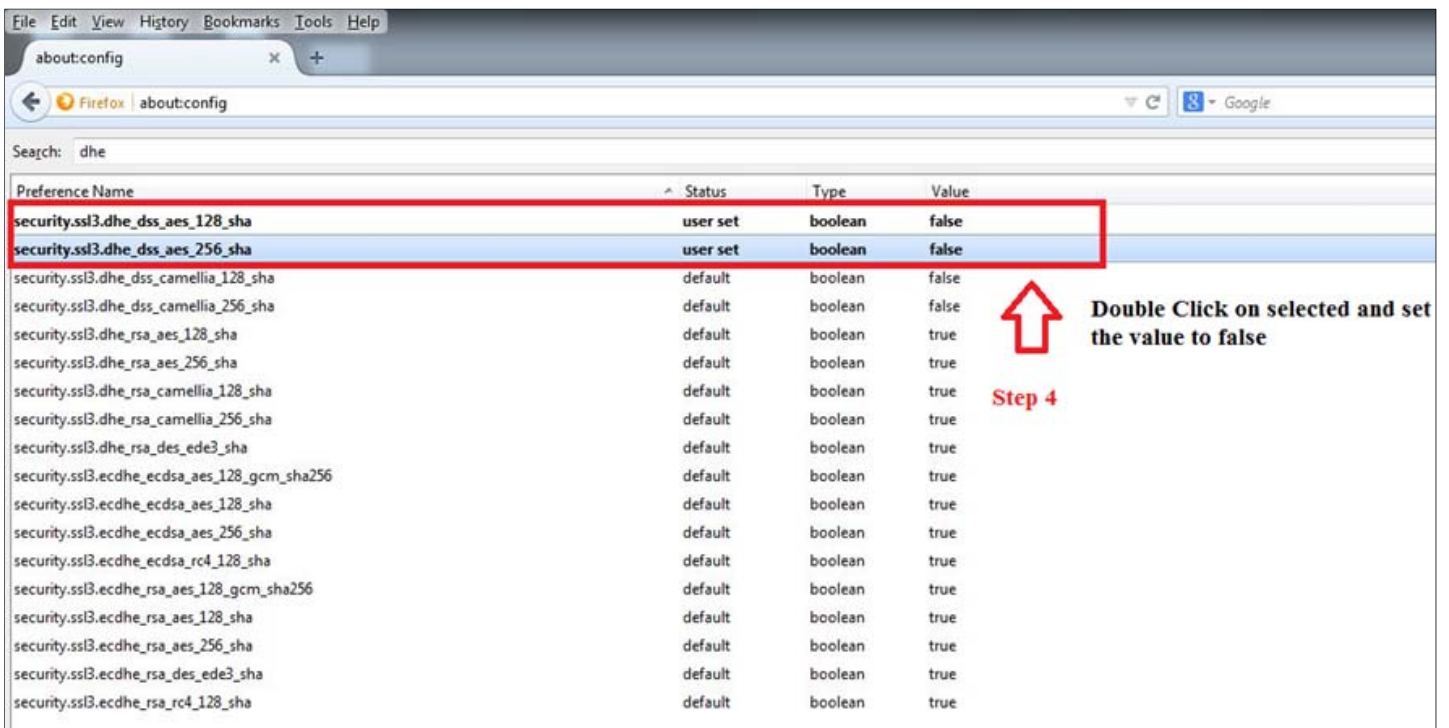 File Edit View History Bookmarks Tools Help
about:config
Firefox about:config Google
Search: dhe
Preference Name Status Type Value
security.ssl3.dhe_dss_aes_128_sha user set boolean false
security.ssl3.dhe_dss_aes_256_sha user set boolean false
security.ssl3.dhe_dss_camellia_128_sha default boolean false
security.ssl3.dhe_dss_camellia_256_sha default boolean false
security.ssl3.dhe_rsa_aes_128_sha default boolean true
security.ssl3.dhe_rsa_aes_256_sha default boolean true
security.ssl3.dhe_rsa_camellia_128_sha default boolean true
security.ssl3.dhe_rsa_camellia_256_sha default boolean true
security.ssl3.dhe_rsa_des_ede3_sha default boolean true
security.ssl3.ecdhe_ecdsa_aes_128_gcm_sha256 default boolean true
security.ssl3.ecdhe_ecdsa_aes_128_sha default boolean true
security.ssl3.ecdhe_ecdsa_aes_256_sha default boolean true
security.ssl3.ecdhe_ecdsa_rc4_128_sha default boolean true
security.ssl3.ecdhe_rsa_aes_128_gcm_sha256 default boolean true
security.ssl3.ecdhe_rsa_aes_128_sha default boolean true
security.ssl3.ecdhe_rsa_aes_256_sha default boolean true
security.ssl3.ecdhe_rsa_des_ede3_sha default boolean true
security.ssl3.ecdhe_rsa_rc4_128_sha default boolean true
Double Click on selected and set
the value to false
Step 4